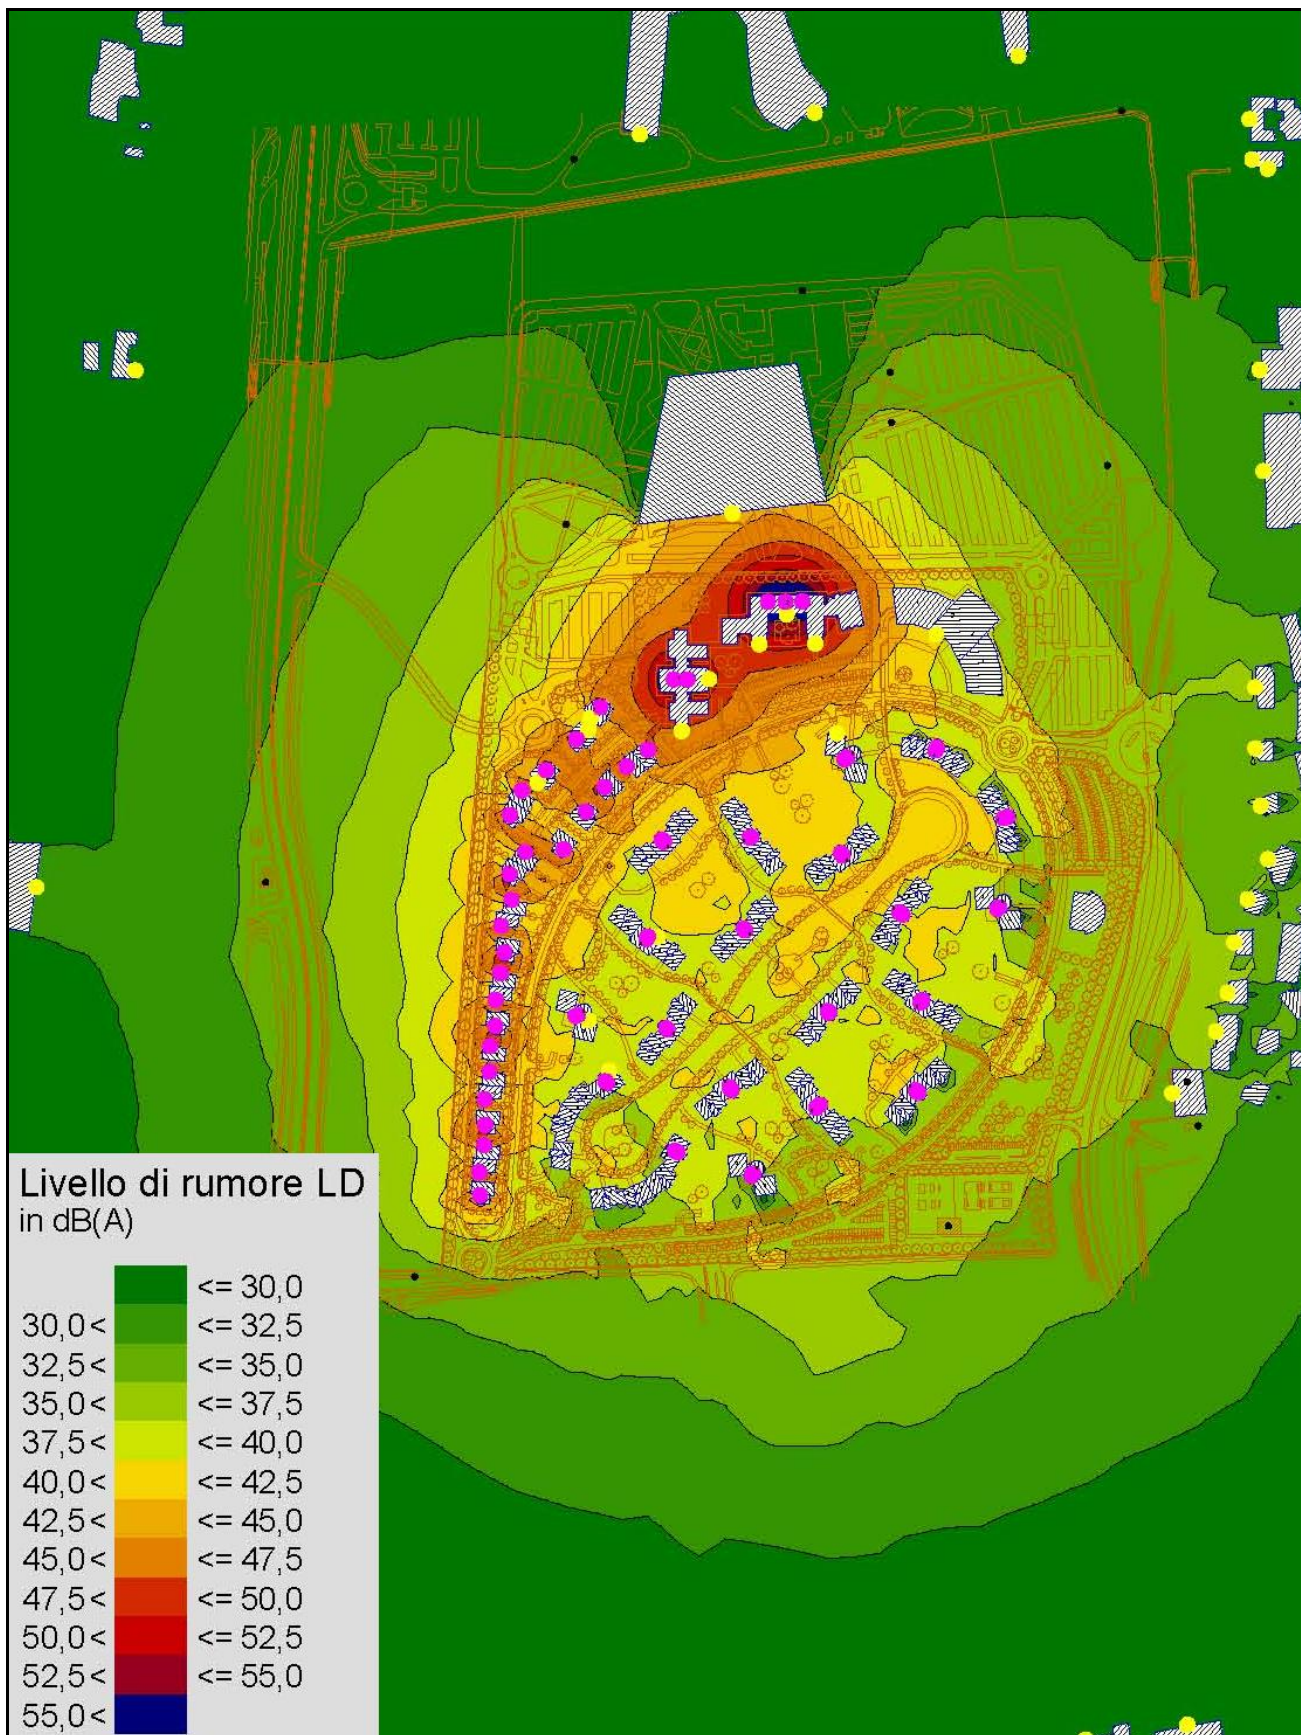 Livello di rumore LD
in dB(A)
<= 30,0
30,0< <= 32,5
32,5< <= 35,0
35,0< <= 37,5
37,5< <= 40,0
40,0< <= 42,5
42,5< <= 45,0
45,0< <= 47,5
47,5< <= 50,0
50,0< <= 52,5
52,5< <= 55,0
55,0<